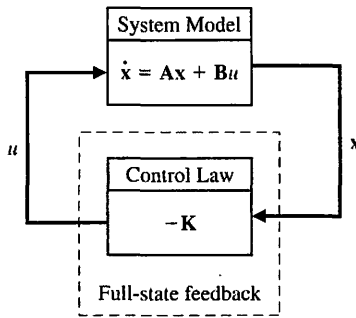 System Model
ẋ = Ax + Bu
u
x
Control Law
−K
Full-state feedback